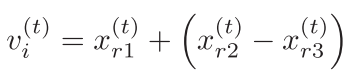 $v_i^{(t)} = x_{r1}^{(t)} + \left( x_{r2}^{(t)} - x_{r3}^{(t)} \right)$